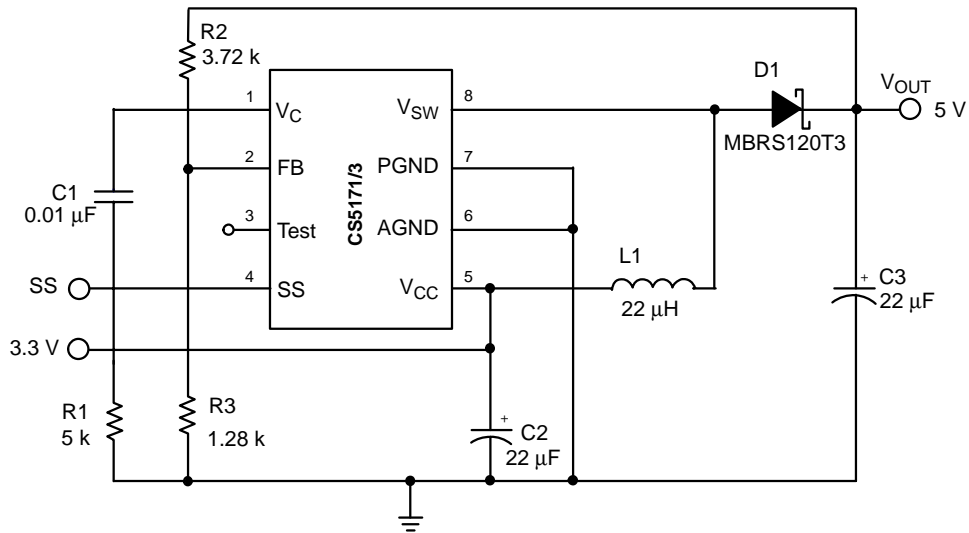 R2
3.72 k
D1
V_OUT
5 V
1
V_C
V_SW
8
MBRS120T3
2
FB
PGND
7
C1
0.01 μF
CS5171/3
3
Test
AGND
6
L1
SS
4
SS
V_CC
5
22 μH
+
C3
22 μF
3.3 V
R1
5 k
R3
1.28 k
+
C2
22 μF